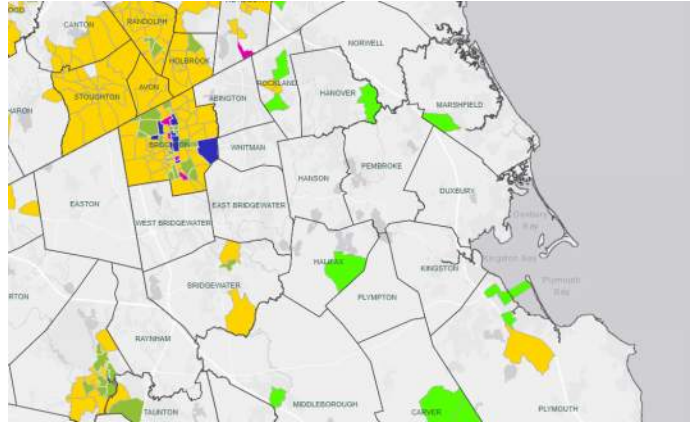 CANTON
RANDOLPH
NORWELL
HOLBROOK
STOUGHTON
AVON
ROCKLAND
HANOVER
ABINGTON
MARSHFIELD
WHITMAN
PEMBROKE
HANSON
DUXBURY
EASTON
EAST BRIDGEWATER
WEST BRIDGEWATER
Duxbury
Bay
HALIFAX
Kingston Bay
KINGSTON
BRIDGEWATER
Plymouth
Bay
PLYMPTON
RAYNHAM
MIDDLEBOROUGH
TAUNTON
CARVER
PLYMOUTH